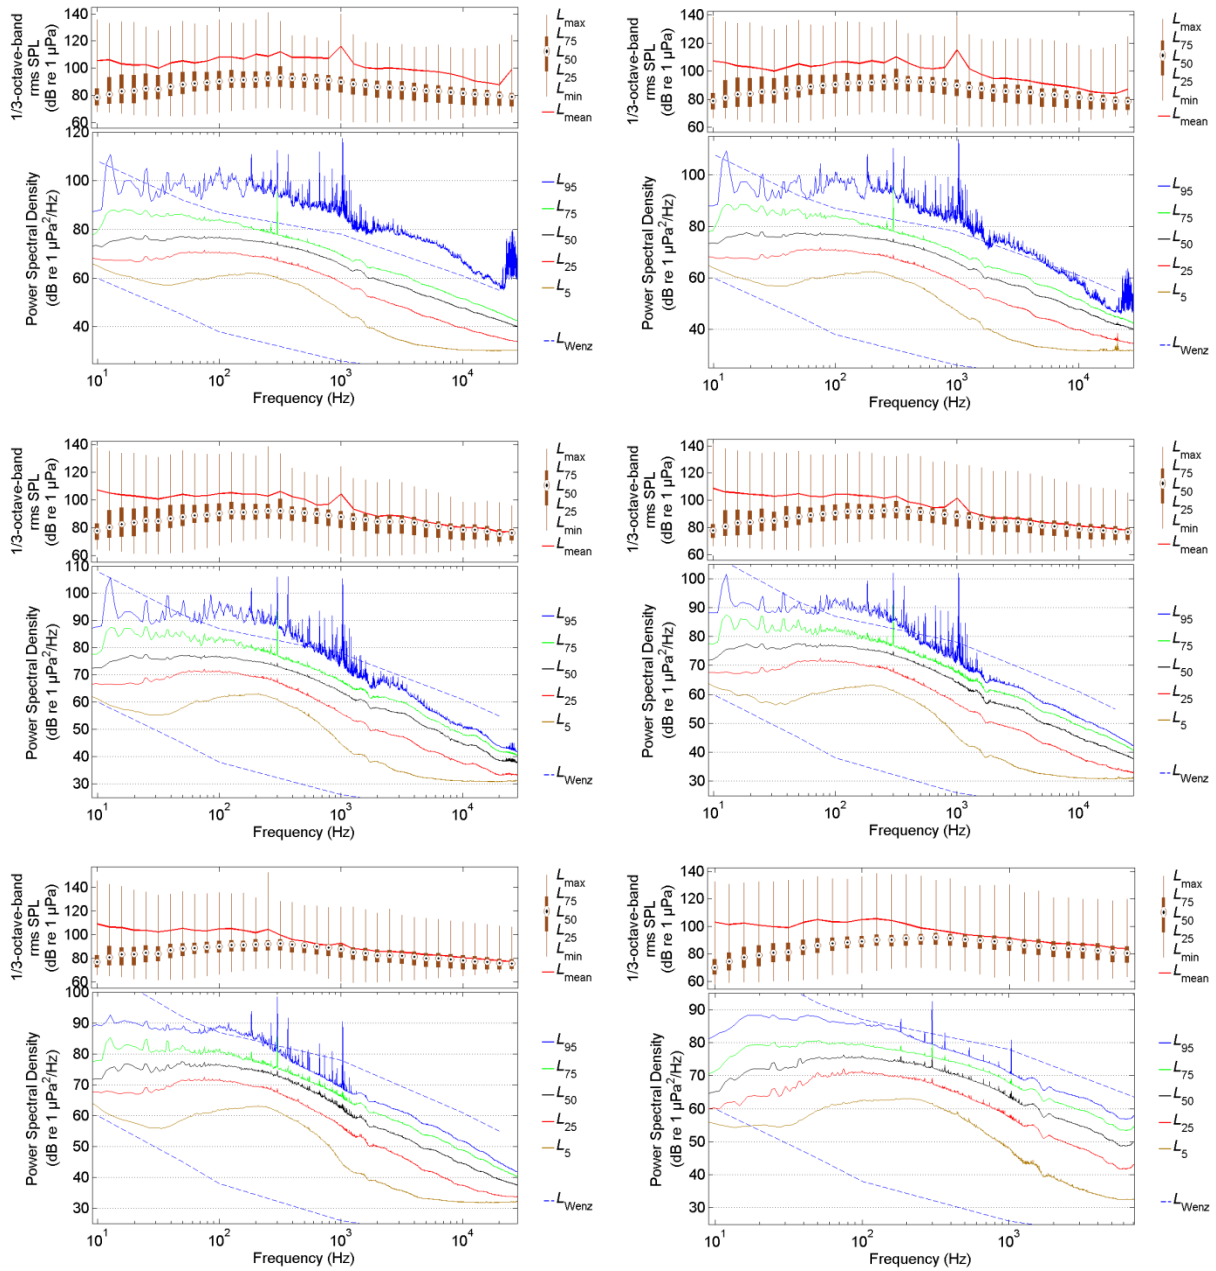 1/3-octave-band
rms SPL
(dB re 1 µPa)
140
120
100
80
60
Lmax
L75
L50
L25
Lmin
Lmean
Power Spectral Density
(dB re 1 µPa²/Hz)
120
100
80
60
40
L95
L75
L50
L25
L5
LWenz
10¹ 10² 10³ 10⁴
Frequency (Hz)
1/3-octave-band
rms SPL
(dB re 1 µPa)
140
120
100
80
60
Lmax
L75
L50
L25
Lmin
Lmean
Power Spectral Density
(dB re 1 µPa²/Hz)
100
80
60
40
L95
L75
L50
L25
L5
LWenz
10¹ 10² 10³ 10⁴
Frequency (Hz)
1/3-octave-band
rms SPL
(dB re 1 µPa)
140
120
100
80
60
Lmax
L75
L50
L25
Lmin
Lmean
Power Spectral Density
(dB re 1 µPa²/Hz)
110
100
90
80
70
60
50
40
30
L95
L75
L50
L25
L5
LWenz
10¹ 10² 10³ 10⁴
Frequency (Hz)
1/3-octave-band
rms SPL
(dB re 1 µPa)
140
120
100
80
60
Lmax
L75
L50
L25
Lmin
Lmean
Power Spectral Density
(dB re 1 µPa²/Hz)
100
90
80
70
60
50
40
30
L95
L75
L50
L25
L5
LWenz
10¹ 10² 10³ 10⁴
Frequency (Hz)
1/3-octave-band
rms SPL
(dB re 1 µPa)
140
120
100
80
60
Lmax
L75
L50
L25
Lmin
Lmean
Power Spectral Density
(dB re 1 µPa²/Hz)
100
90
80
70
60
50
40
30
L95
L75
L50
L25
L5
LWenz
10¹ 10² 10³ 10⁴
Frequency (Hz)
1/3-octave-band
rms SPL
(dB re 1 µPa)
140
120
100
80
60
Lmax
L75
L50
L25
Lmin
Lmean
Power Spectral Density
(dB re 1 µPa²/Hz)
90
80
70
60
50
40
30
L95
L75
L50
L25
L5
LWenz
10¹ 10² 10³
Frequency (Hz)